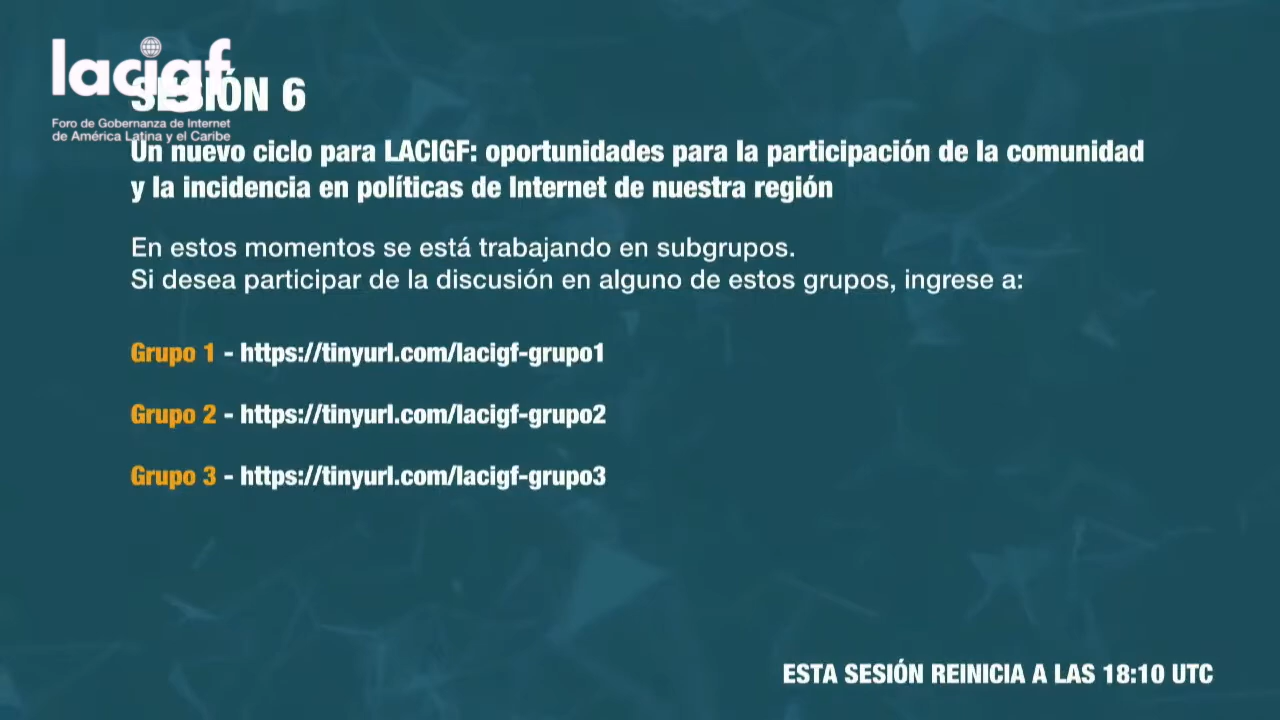 lacigf
Foro de Gobernanza de Internet
de América Latina y el Caribe
SESIÓN 6
Un nuevo ciclo para LACIGF: oportunidades para la participación de la comunidad
y la incidencia en políticas de Internet de nuestra región
En estos momentos se está trabajando en subgrupos.
Si desea participar de la discusión en alguno de estos grupos, ingrese a:
Grupo 1 - https://tinyurl.com/lacigf-grupo1
Grupo 2 - https://tinyurl.com/lacigf-grupo2
Grupo 3 - https://tinyurl.com/lacigf-grupo3
ESTA SESIÓN REINICIA A LAS 18:10 UTC